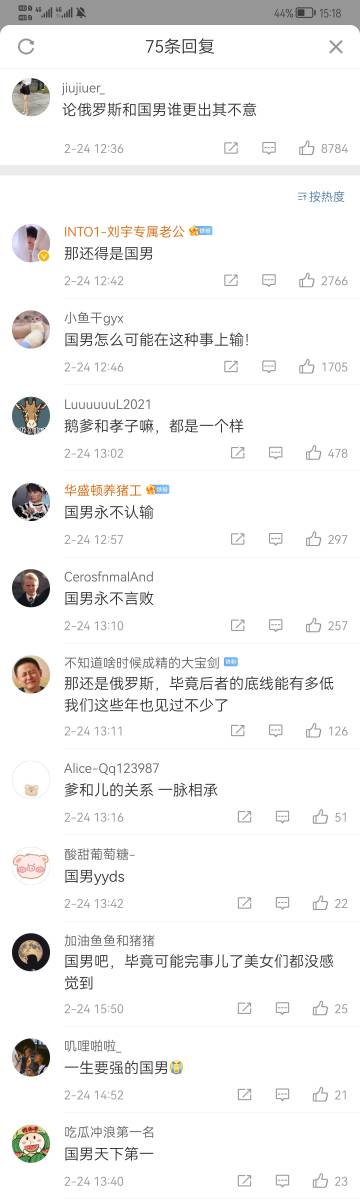 44% 15:18
75条回复
jiujiuer_
论俄罗斯和国男谁更出其不意
2-24 12:36
8784
按热度
INTO1-刘宇专属老公
那还得是国男
2-24 12:42
2766
小鱼干gyx
国男怎么可能在这种事上输！
2-24 12:46
1705
LuuuuuuL2021
鹅爹和孝子嘛，都是一个样
2-24 13:02
478
华盛顿养猪工
国男永不认输
2-24 12:57
297
CerosfnmalAnd
国男永不言败
2-24 13:10
257
不知道啥时候成精的大宝剑
那还是俄罗斯，毕竟后者的底线能有多低
我们这些年也见过不少了
2-24 13:11
126
Alice-Qq123987
爹和儿的关系 一脉相承
2-24 13:16
51
酸甜葡萄糖-
国男yyds
2-24 13:42
22
加油鱼鱼和猪猪
国男吧，毕竟可能完事儿了美女们都没感
觉到
2-24 15:50
25
叽哩啪啦_
一生要强的国男😭
2-24 14:52
21
吃瓜冲浪第一名
国男天下第一
2-24 13:40
23